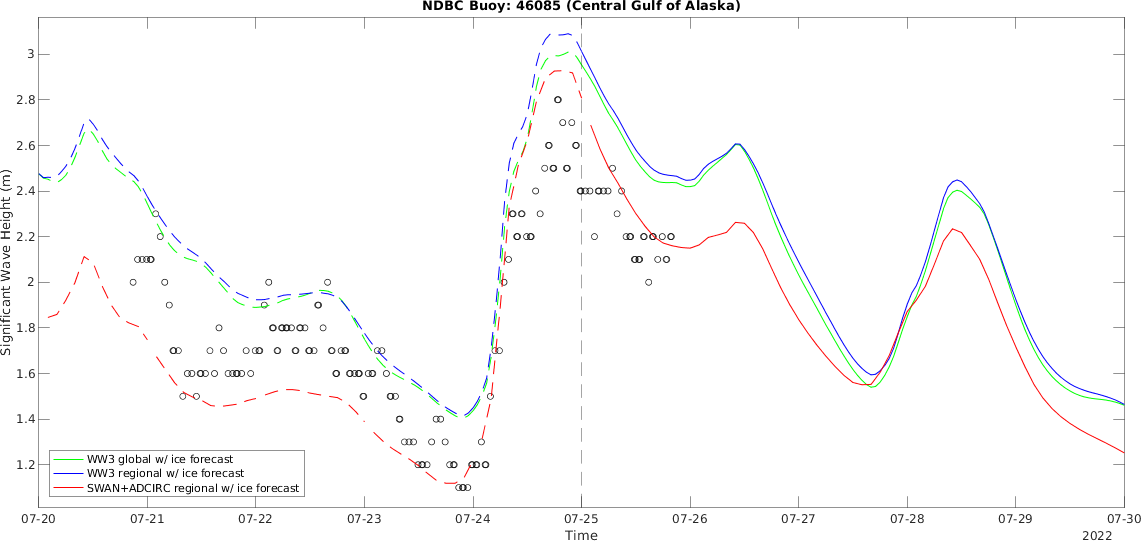 NDBC Buoy: 46085 (Central Gulf of Alaska)
Significant Wave Height (m)
3
2.8
2.6
2.4
2.2
2
1.8
1.6
1.4
1.2
WW3 global w/ ice forecast
WW3 regional w/ ice forecast
SWAN+ADCIRC regional w/ ice forecast
07-20 07-21 07-22 07-23 07-24 07-25 07-26 07-27 07-28 07-29 07-30
Time
2022